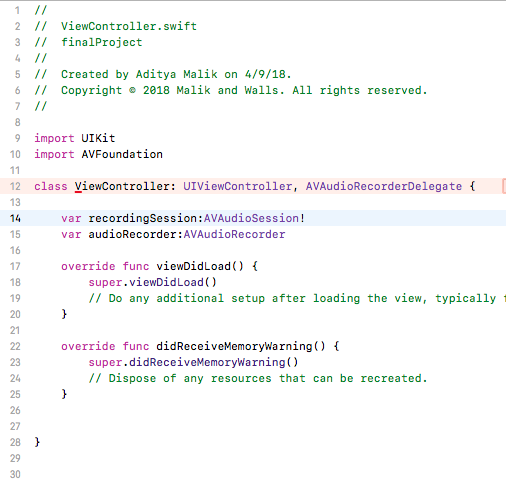 1 //
2 // ViewController.swift
3 // finalProject
4 //
5 // Created by Aditya Malik on 4/9/18.
6 // Copyright © 2018 Malik and Walls. All rights reserved.
7 //
8
9 import UIKit
10 import AVFoundation
11
12 class ViewController: UIViewController, AVAudioRecorderDelegate {
13
14 var recordingSession:AVAudioSession!
15 var audioRecorder:AVAudioRecorder
16
17 override func viewDidLoad() {
18 super.viewDidLoad()
19 // Do any additional setup after loading the view, typically
20 }
21
22 override func didReceiveMemoryWarning() {
23 super.didReceiveMemoryWarning()
24 // Dispose of any resources that can be recreated.
25 }
26
27
28 }
29
30